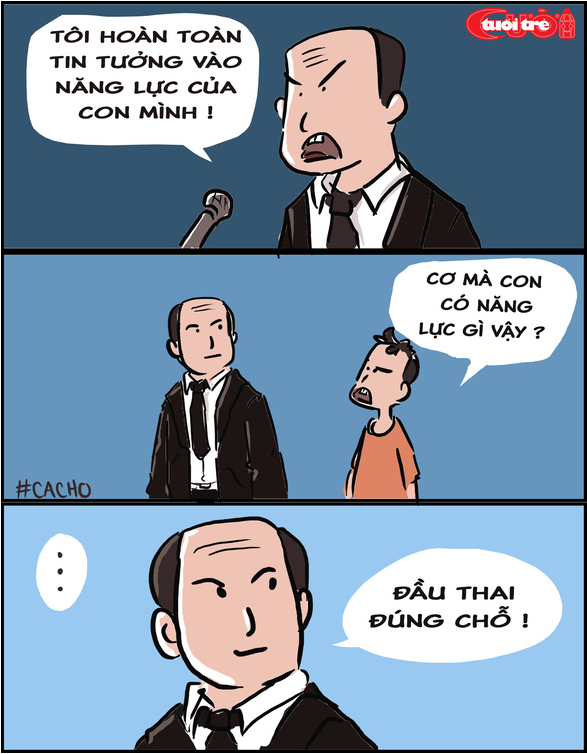 tuổi trẻ
CƯỜI
TÔI HOÀN TOÀN
TIN TƯỞNG VÀO
NĂNG LỰC CỦA
CON MÌNH !
CƠ MÀ CON
CÓ NĂNG
LỰC GÌ VẬY ?
#CACHO
...
ĐẦU THAI
ĐÚNG CHỖ !